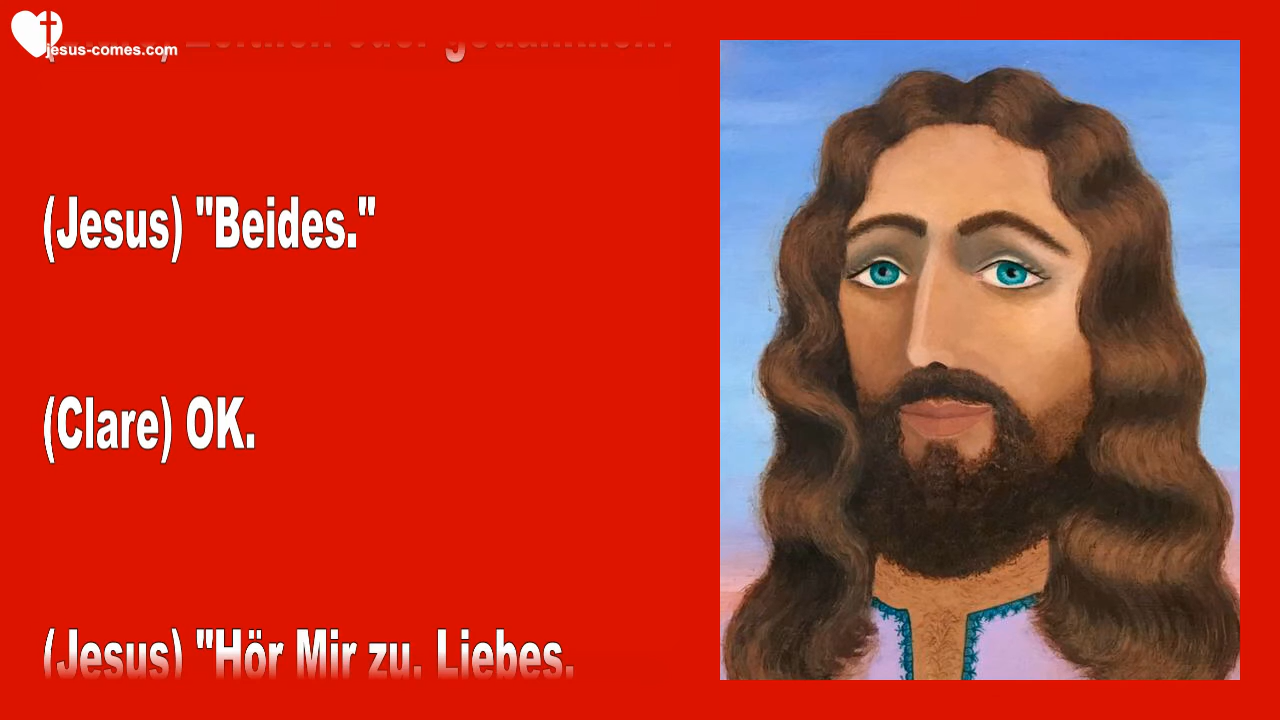 jesus-comes.com
(Jesus) "Beides."
(Clare) OK.
(Jesus) "Hör Mir zu, Liebes.